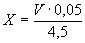 X = V · 0,05 / 4,5